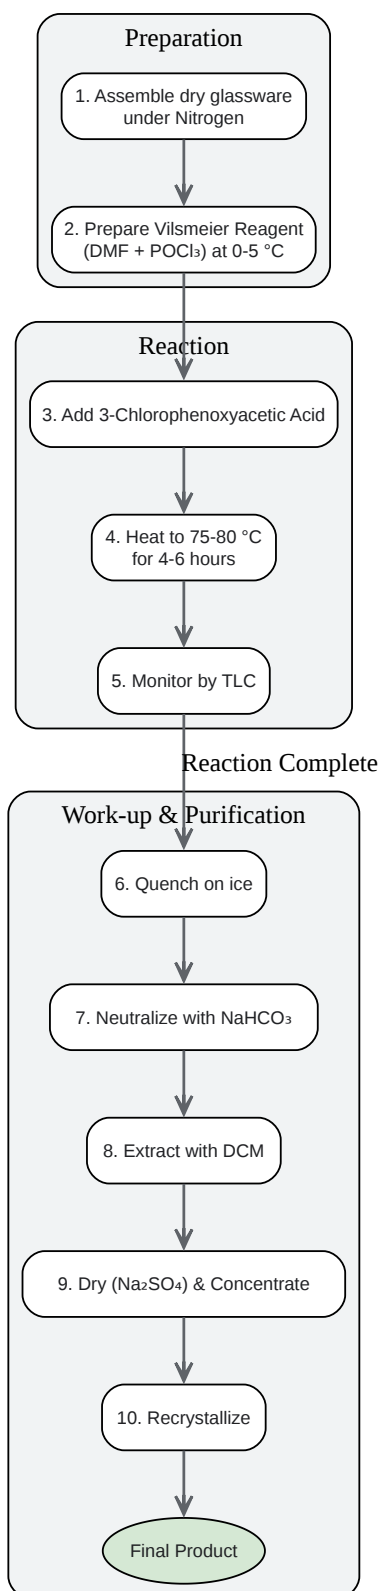 Preparation
1. Assemble dry glassware
under Nitrogen
2. Prepare Vilsmeier Reagent
(DMF + POCl₃) at 0-5 °C
Reaction
3. Add 3-Chlorophenoxyacetic Acid
4. Heat to 75-80 °C
for 4-6 hours
5. Monitor by TLC
Reaction Complete
Work-up & Purification
6. Quench on ice
7. Neutralize with NaHCO₃
8. Extract with DCM
9. Dry (Na₂SO₄) & Concentrate
10. Recrystallize
Final Product